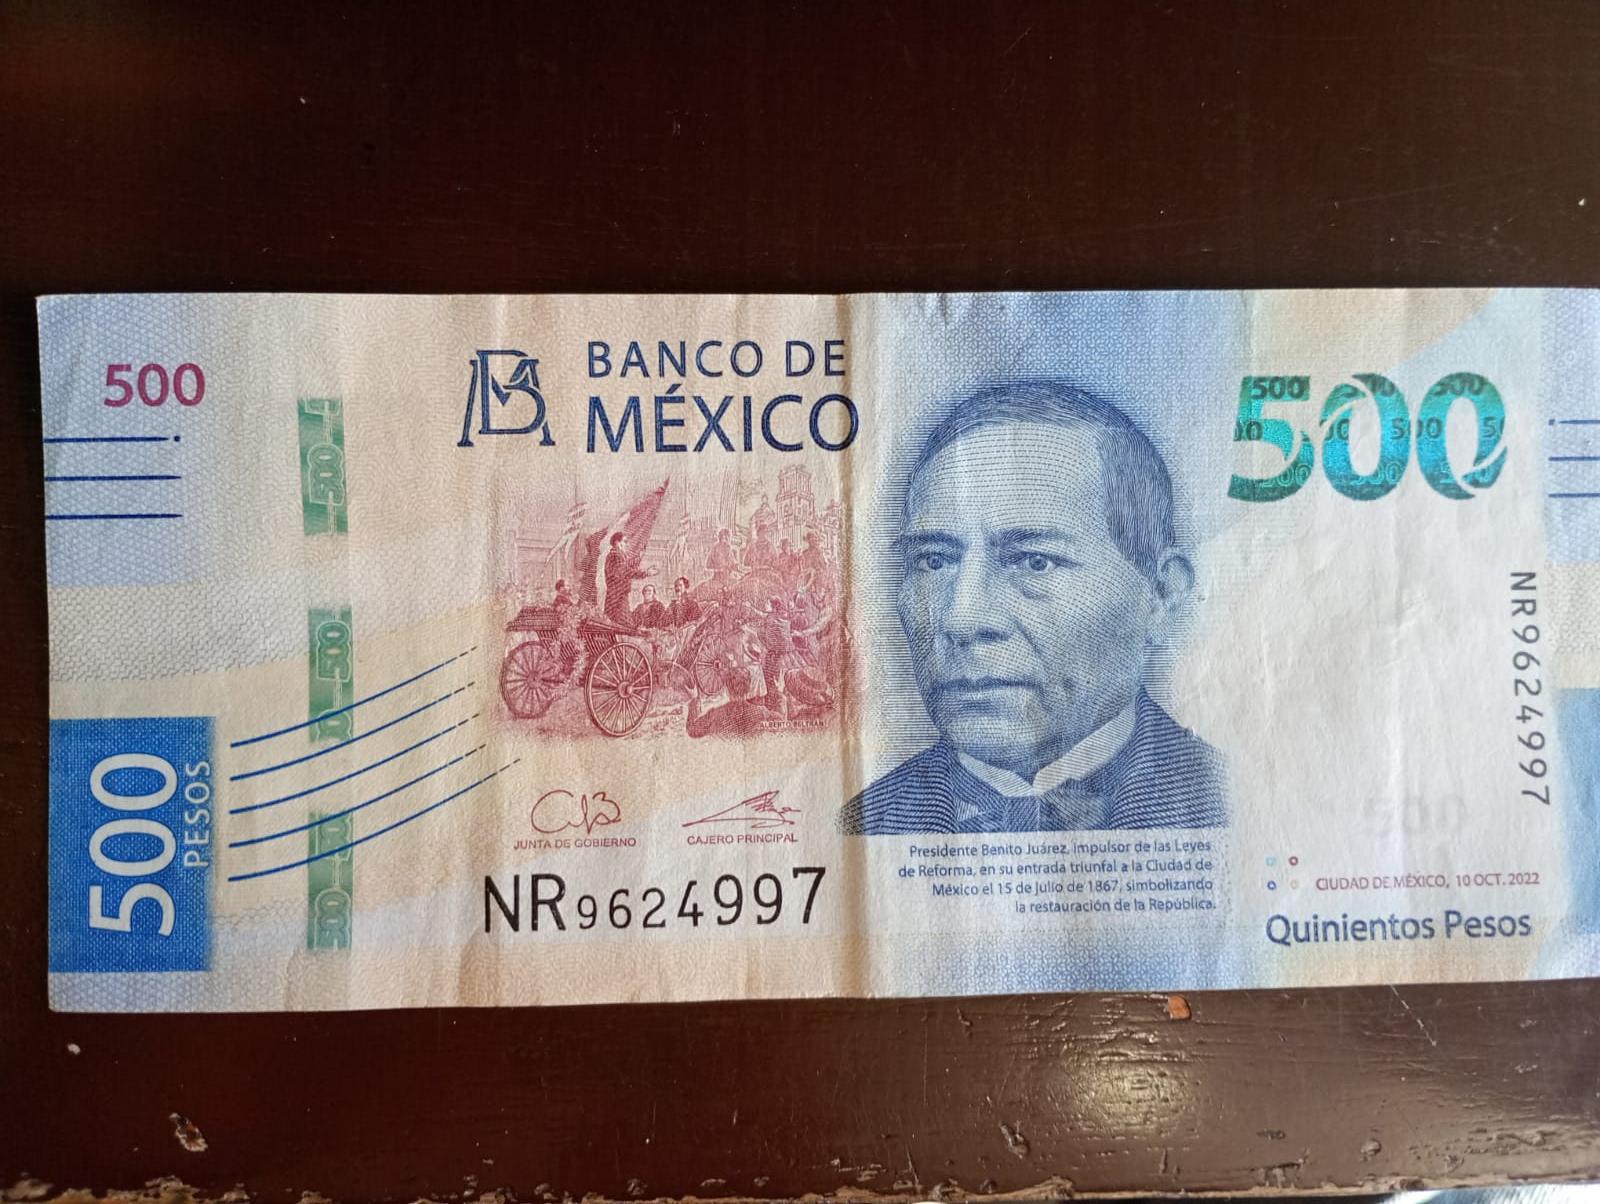 500
BANCO DE
MÉXICO
500
ALBERTO BELTRÁN
NR9624997
500
PESOS
JUNTA DE GOBIERNO
CAJERO PRINCIPAL
NR9624997
Presidente Benito Juárez, impulsor de las Leyes
de Reforma, en su entrada triunfal a la Ciudad de
México el 15 de julio de 1867, simbolizando
la restauración de la República.
CIUDAD DE MÉXICO, 10 OCT. 2022
Quinientos Pesos